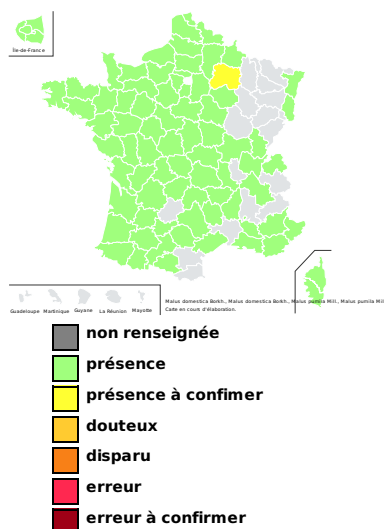 Île-de-France
Guadeloupe Martinique Guyane La Réunion Mayotte
Malus domestica Borkh., Malus domestica Borkh., Malus pumila Mill., Malus pumila Mil
Carte en cours d'élaboration.
non renseignée
présence
présence à confimer
douteux
disparu
erreur
erreur à confirmer